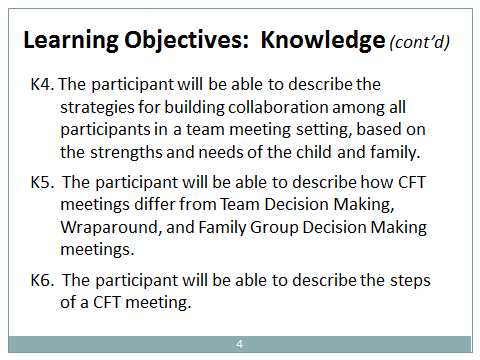 Learning Objectives:  Knowledge (cont’d)
K4. The participant will be able to describe the
strategies for building collaboration among all
participants in a team meeting setting, based on
the strengths and needs of the child and family.
K5.  The participant will be able to describe how CFT
meetings differ from Team Decision Making,
Wraparound, and Family Group Decision Making
meetings.
K6.  The participant will be able to describe the steps
of a CFT meeting.
4